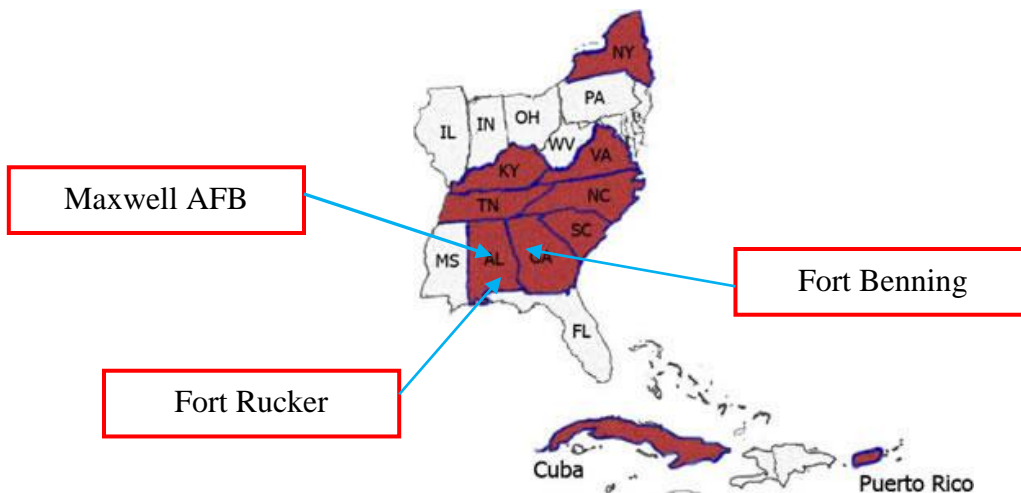 NY
PA
OH
IN
IL
WV
VA
KY
Maxwell AFB
NC
TN
SC
MS
AL
GA
Fort Benning
FL
Fort Rucker
Cuba
Puerto Rico